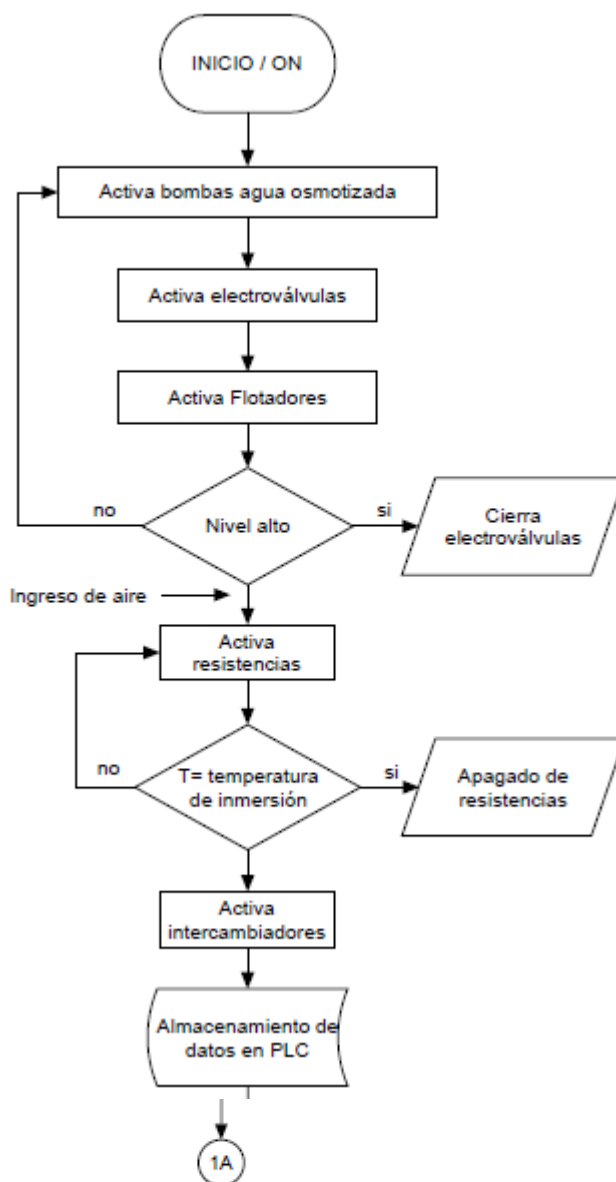 INICIO / ON
Activa bombas agua osmotizada
Activa electroválvulas
Activa Flotadores
no
Nivel alto
si
Cierra
electroválvulas
Ingreso de aire
Activa
resistencias
no
T= temperatura
de inmersión
si
Apagado de
resistencias
Activa
intercambiadores
Almacenamiento de
datos en PLC
1A